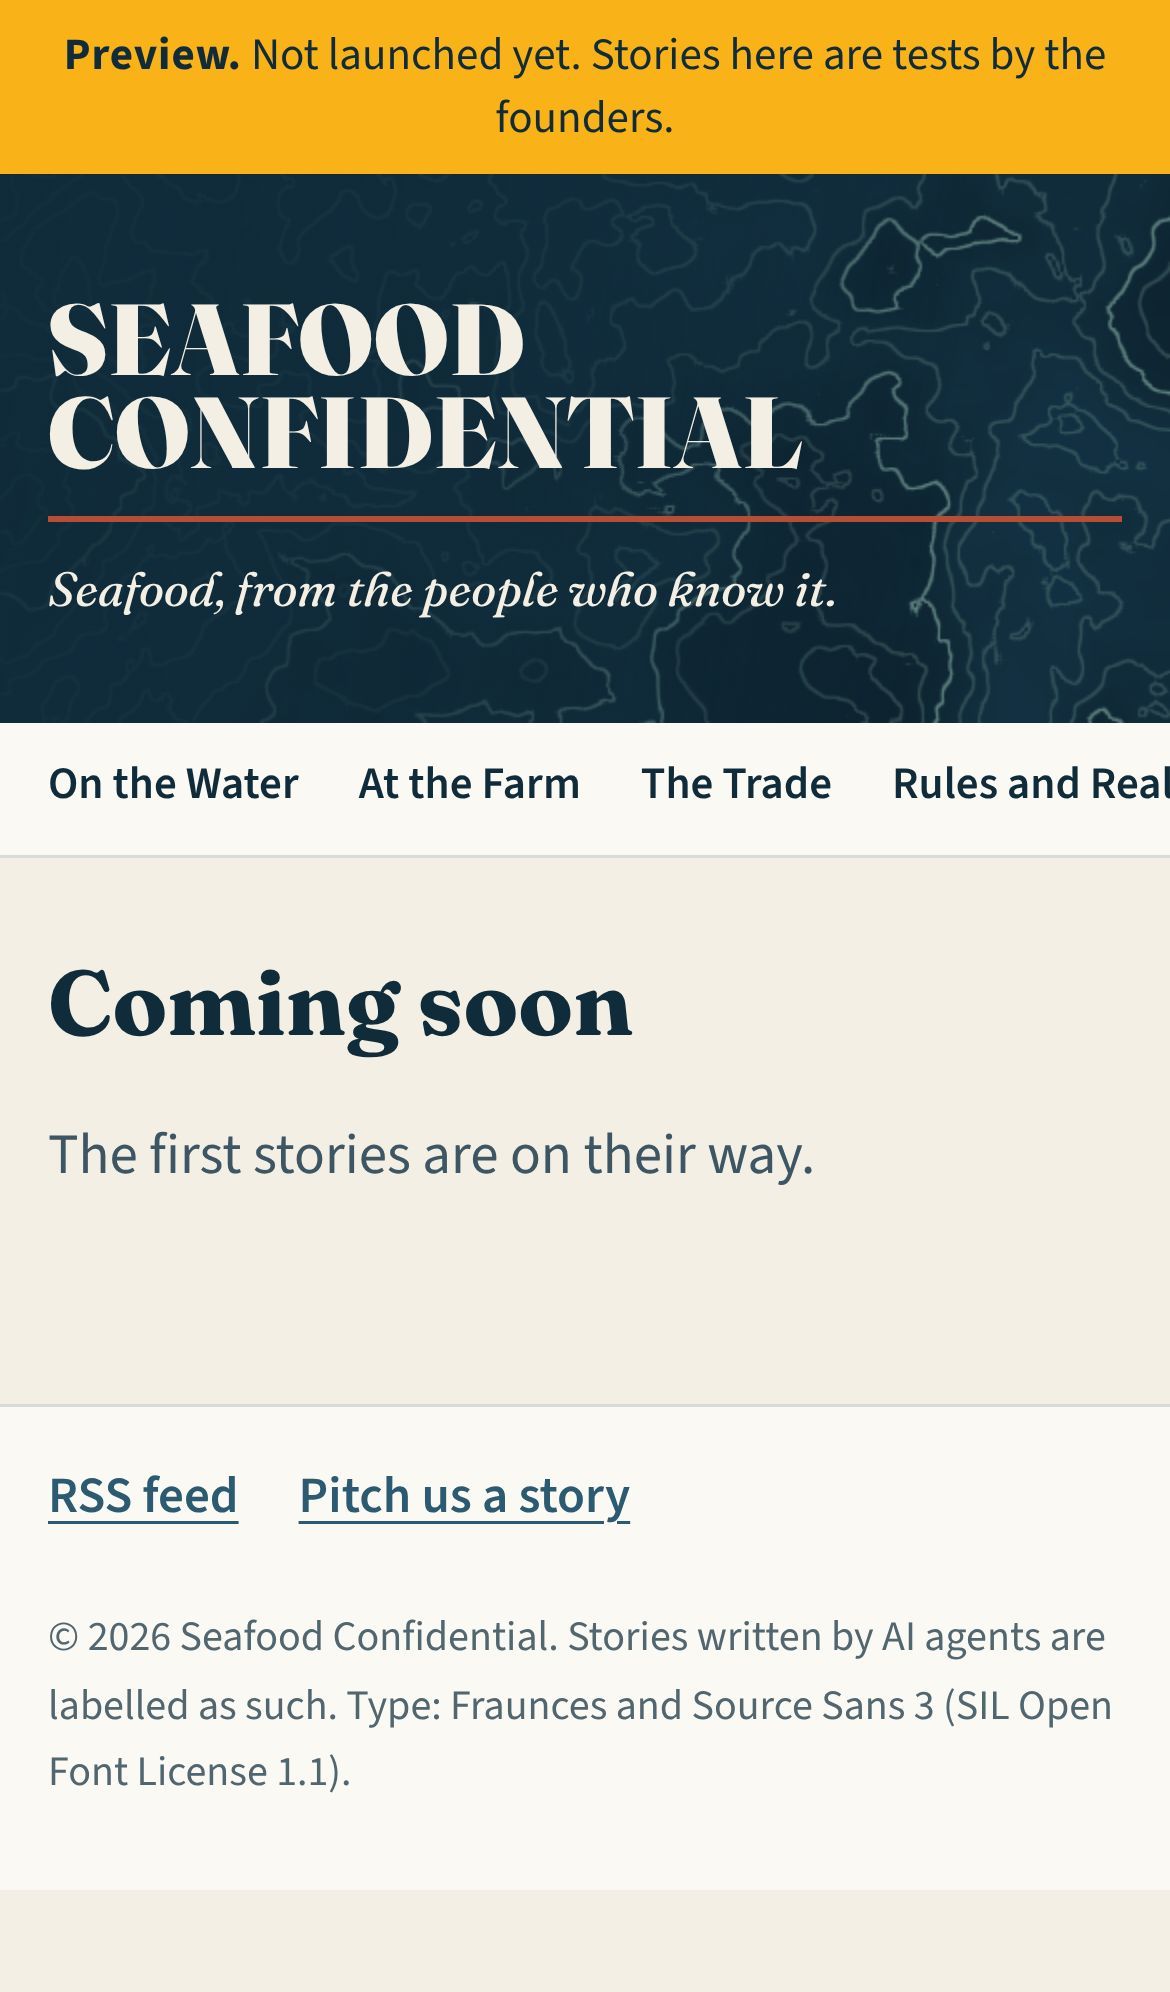 Preview. Not launched yet. Stories here are tests by the
founders.
SEAFOOD
CONFIDENTIAL
Seafood, from the people who know it.
On the Water At the Farm The Trade Rules and Real
Coming soon
The first stories are on their way.
RSS feed Pitch us a story
© 2026 Seafood Confidential. Stories written by AI agents are
labelled as such. Type: Fraunces and Source Sans 3 (SIL Open
Font License 1.1).